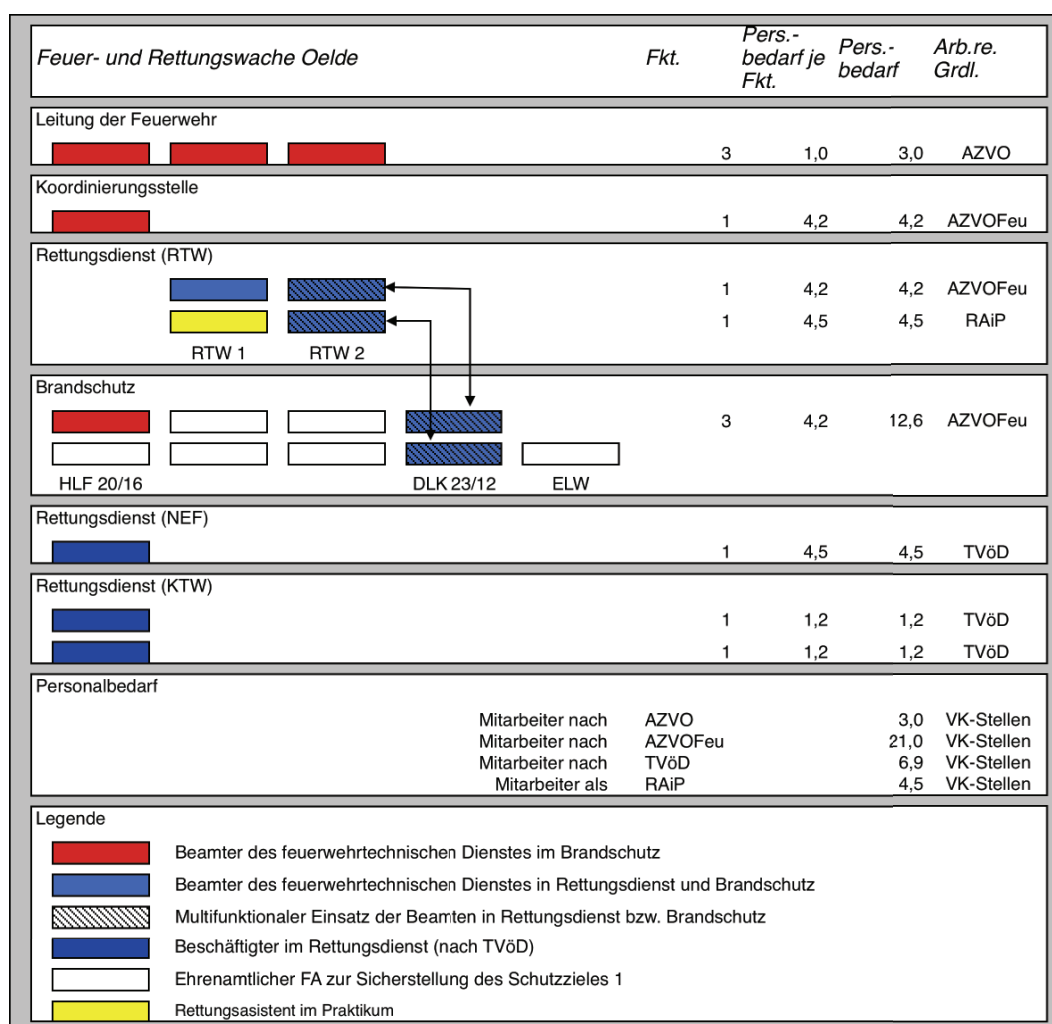 Feuer- und Rettungswache Oelde Fkt. Pers.-bedarf je Fkt. Pers.-bedarf Arb.re. Grdl.
Leitung der Feuerwehr
3 1,0 3,0 AZVO
Koordinierungsstelle
1 4,2 4,2 AZVOFeu
Rettungsdienst (RTW)
1 4,2 4,2 AZVOFeu
1 4,5 4,5 RAiP
RTW 1 RTW 2
Brandschutz
3 4,2 12,6 AZVOFeu
HLF 20/16 DLK 23/12 ELW
Rettungsdienst (NEF)
1 4,5 4,5 TVöD
Rettungsdienst (KTW)
1 1,2 1,2 TVöD
1 1,2 1,2 TVöD
Personalbedarf
Mitarbeiter nach AZVO 3,0 VK-Stellen
Mitarbeiter nach AZVOFeu 21,0 VK-Stellen
Mitarbeiter nach TVöD 6,9 VK-Stellen
Mitarbeiter als RAiP 4,5 VK-Stellen
Legende
Beamter des feuerwehrtechnischen Dienstes im Brandschutz
Beamter des feuerwehrtechnischen Dienstes in Rettungsdienst und Brandschutz
Multifunktionaler Einsatz der Beamten in Rettungsdienst bzw. Brandschutz
Beschäftigter im Rettungsdienst (nach TVöD)
Ehrenamtlicher FA zur Sicherstellung des Schutzzieles 1
Rettungsasistent im Praktikum